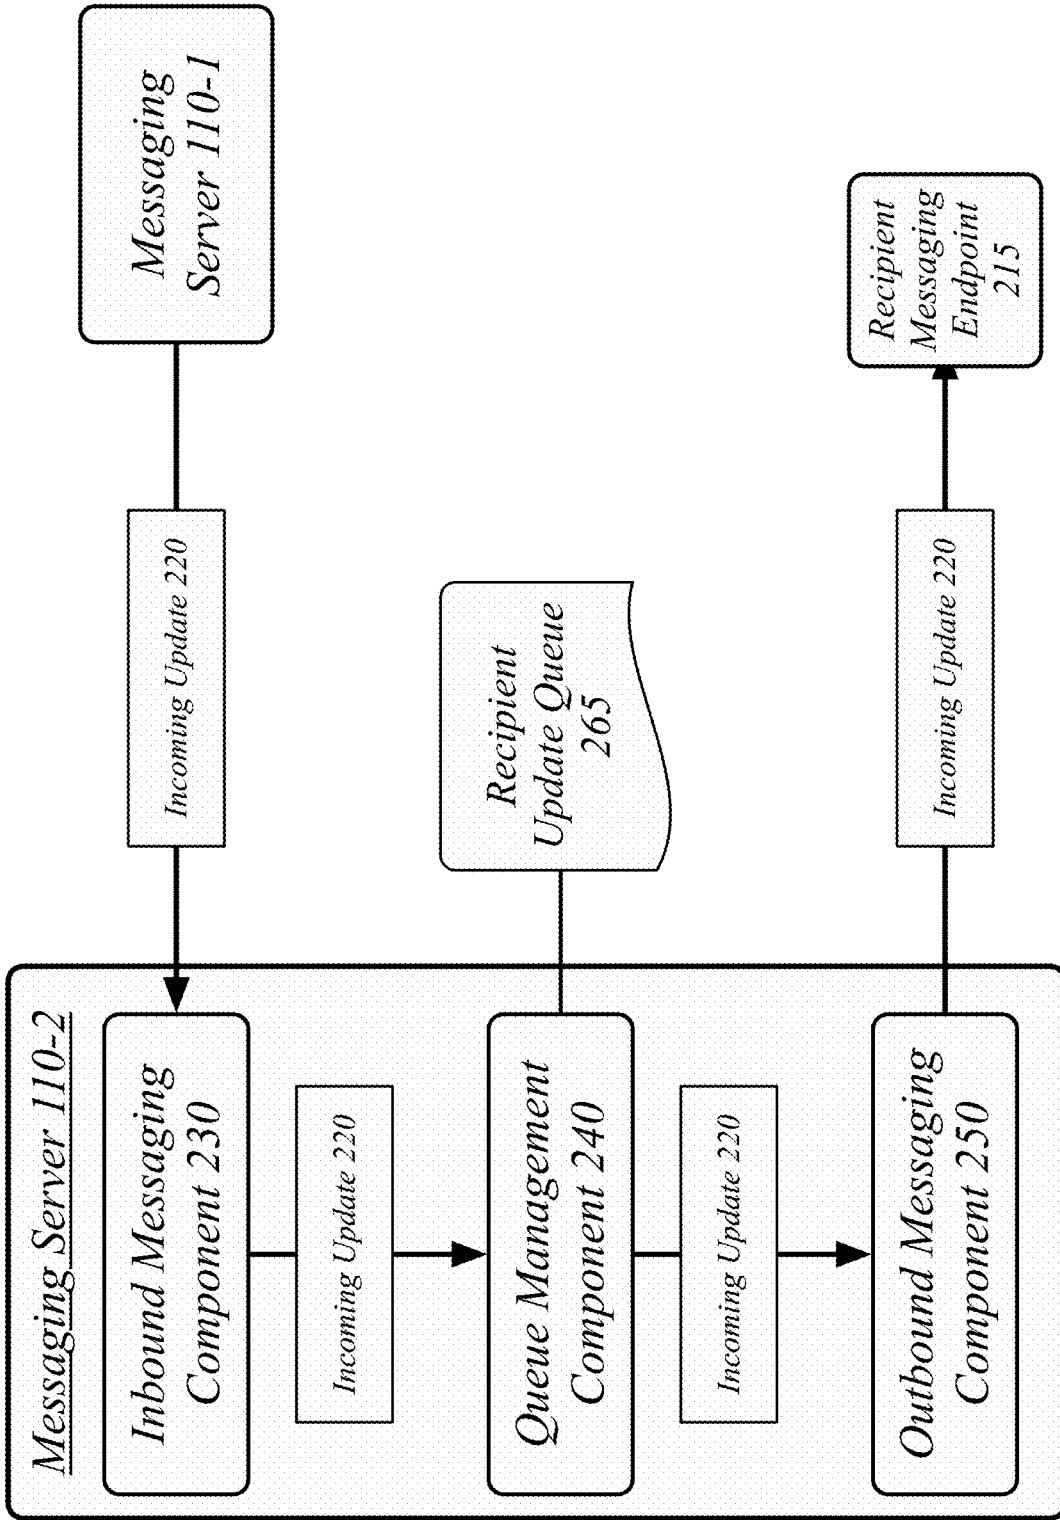 Messaging Server 110-2
Inbound Messaging
Component 230
Incoming Update 220
Queue Management
Component 240
Incoming Update 220
Outbound Messaging
Component 250
Incoming Update 220
Recipient
Update Queue
265
Incoming Update 220
Messaging
Server 110-1
Recipient
Messaging
Endpoint
215